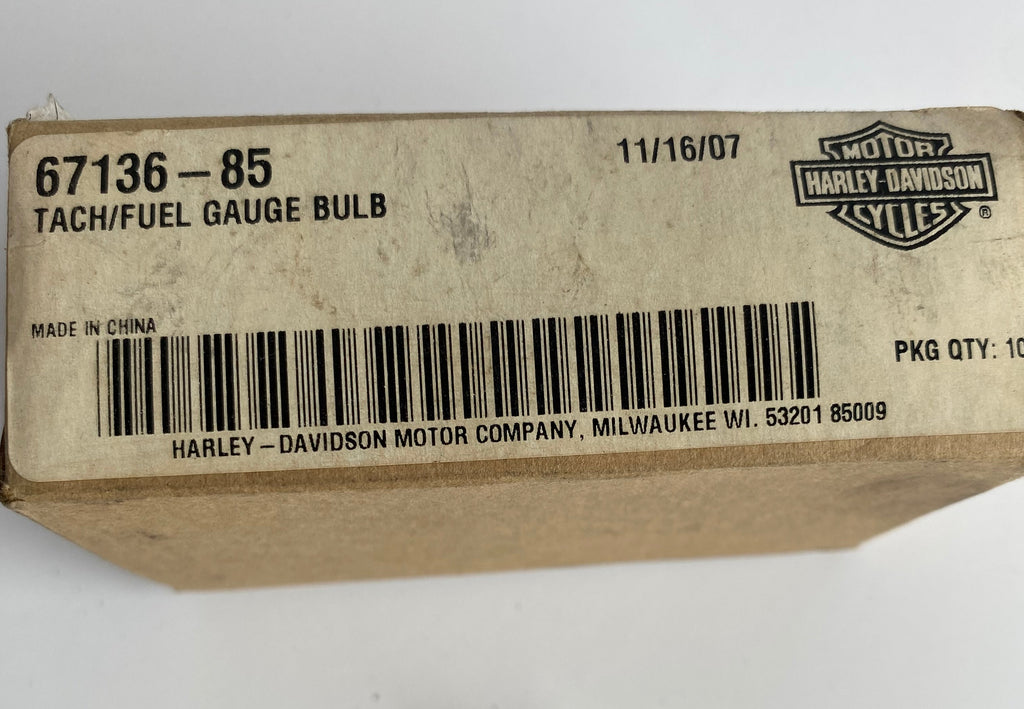 67136-85
TACH/FUEL GAUGE BULB
11/16/07
MOTOR
HARLEY-DAVIDSON
CYCLES
®
MADE IN CHINA
PKG QTY: 10
HARLEY-DAVIDSON MOTOR COMPANY, MILWAUKEE WI. 53201 85009